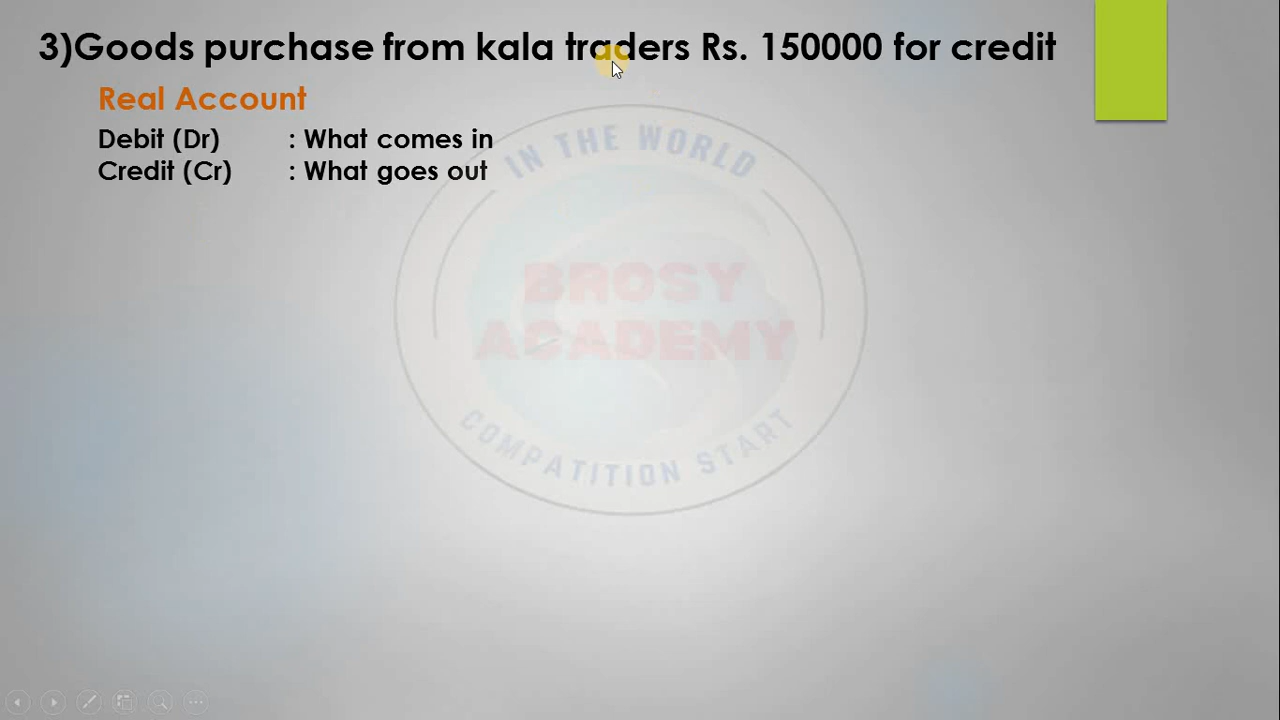 3)Goods purchase from kala traders Rs. 150000 for credit
Real Account
Debit (Dr) : What comes in
Credit (Cr) : What goes out
IN THE WORLD
BROSY
ACADEMY
COMPATITION START